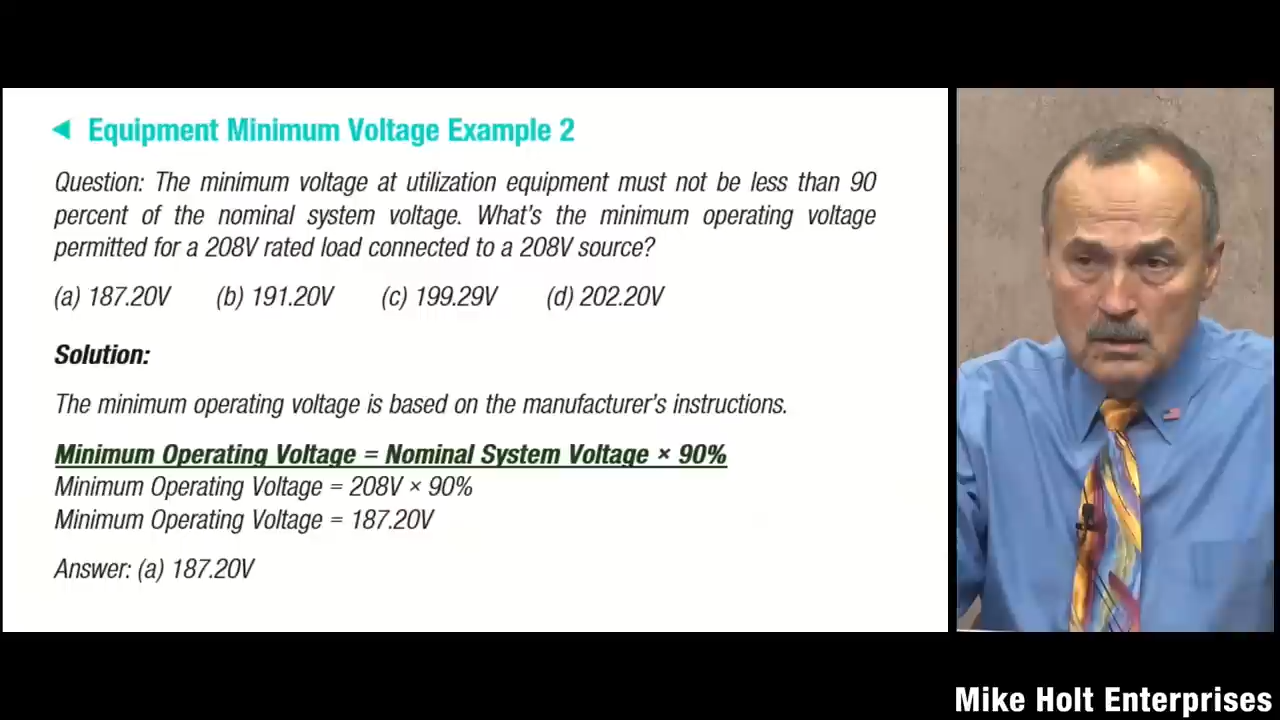 Equipment Minimum Voltage Example 2
Question: The minimum voltage at utilization equipment must not be less than 90
percent of the nominal system voltage. What's the minimum operating voltage
permitted for a 208V rated load connected to a 208V source?
(a) 187.20V (b) 191.20V (c) 199.29V (d) 202.20V
Solution:
The minimum operating voltage is based on the manufacturer's instructions.
Minimum Operating Voltage = Nominal System Voltage × 90%
Minimum Operating Voltage = 208V × 90%
Minimum Operating Voltage = 187.20V
Answer: (a) 187.20V
Mike Holt Enterprises